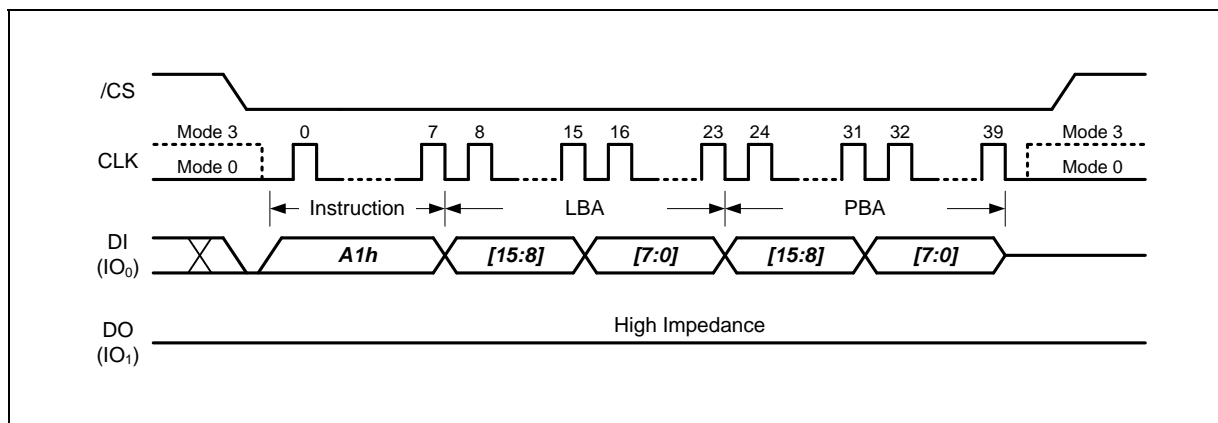 /CS
Mode 3 0 7 8 15 16 23 24 31 32 39 Mode 3
CLK
Mode 0 Mode 0
Instruction LBA PBA
DI
(IO0)
A1h [15:8] [7:0] [15:8] [7:0]
High Impedance
DO
(IO1)